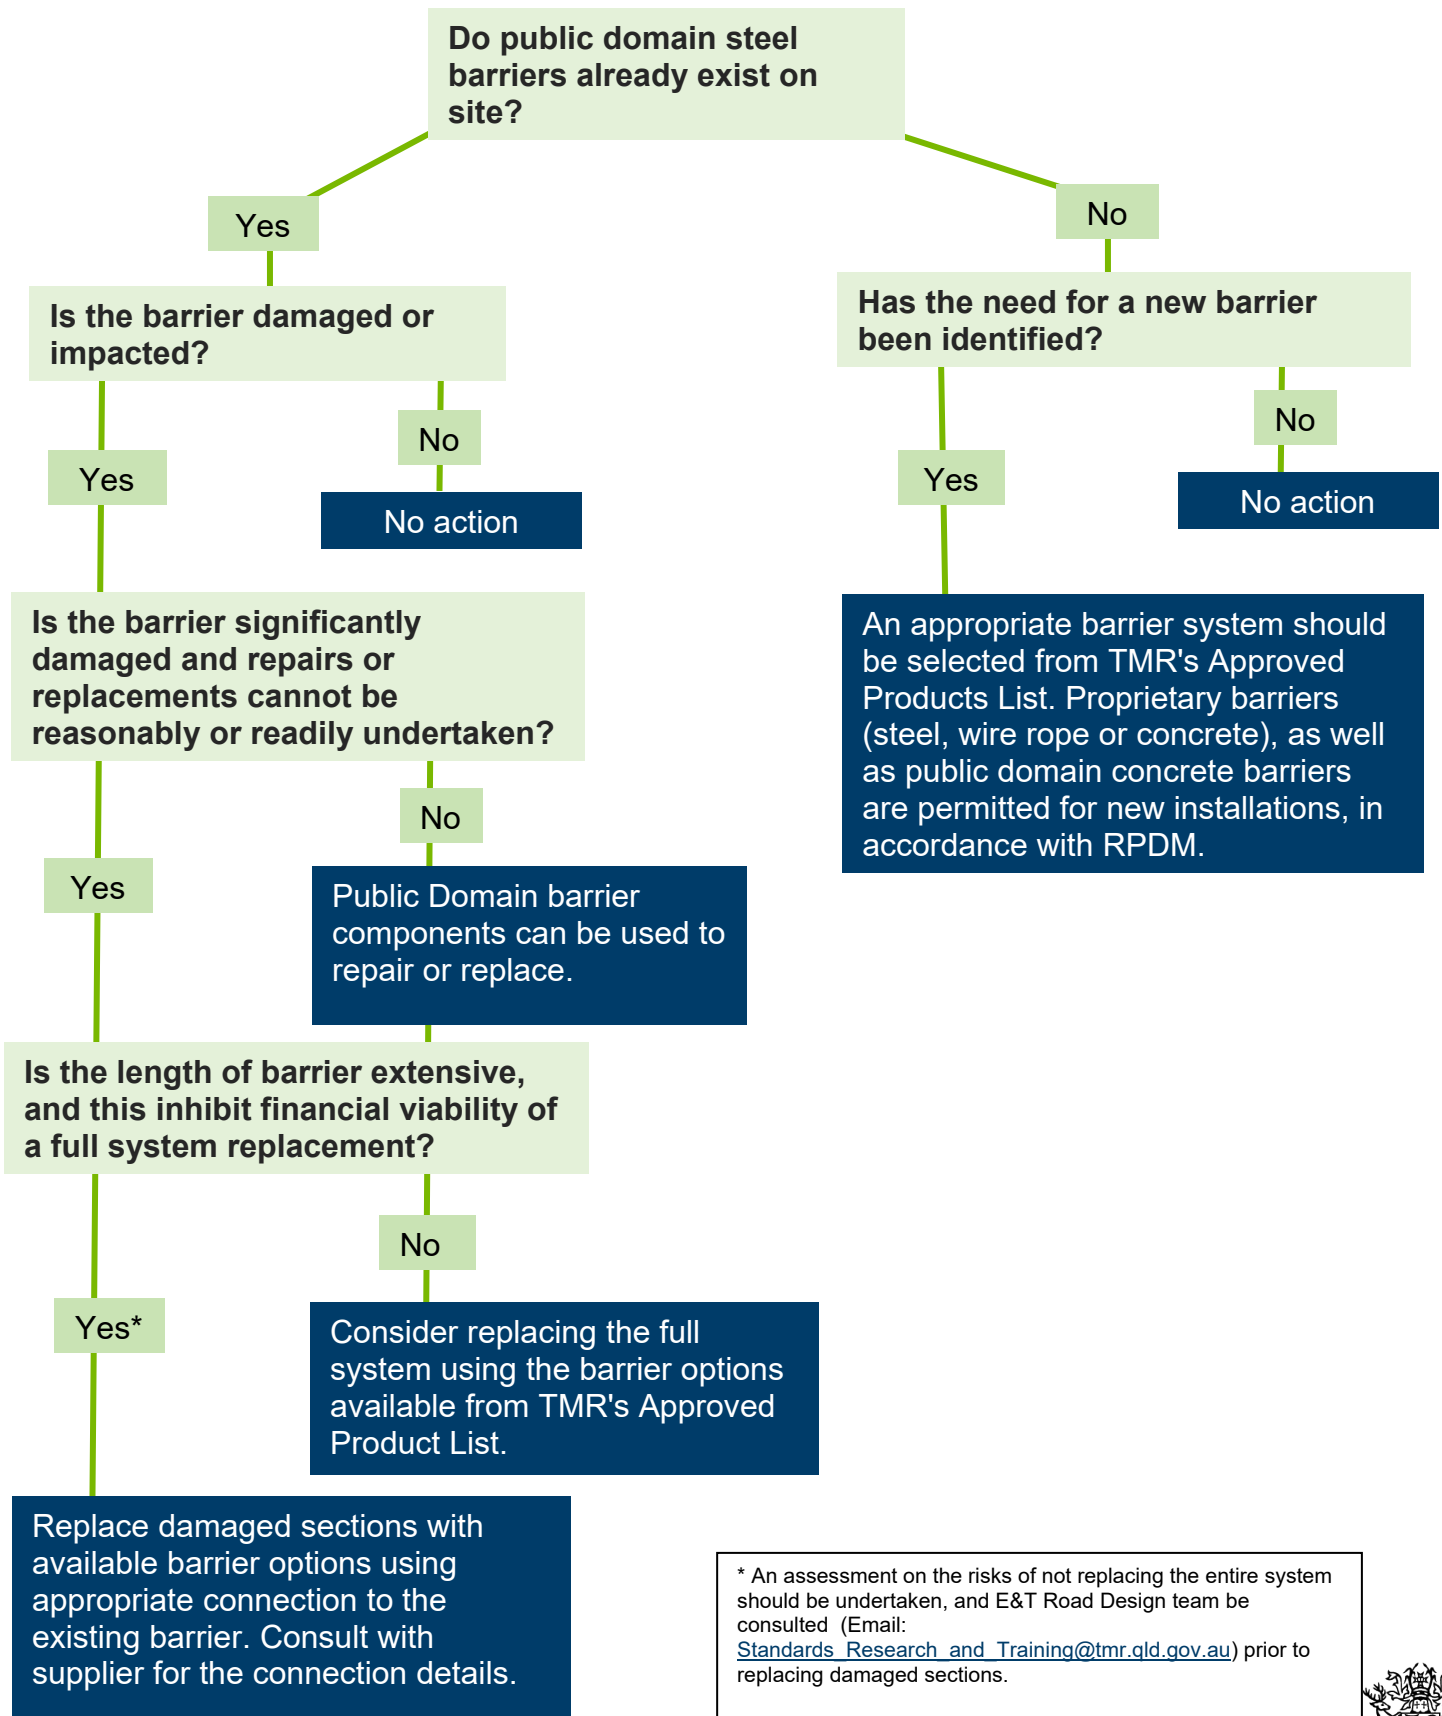 Do public domain steel
barriers already exist on
site?
Yes
No
Is the barrier damaged or
impacted?
Has the need for a new barrier
been identified?
No
No
Yes
Yes
No action
No action
Is the barrier significantly
damaged and repairs or
replacements cannot be
reasonably or readily undertaken?
An appropriate barrier system should
be selected from TMR's Approved
Products List. Proprietary barriers
(steel, wire rope or concrete), as well
as public domain concrete barriers
are permitted for new installations, in
accordance with RPDM.
No
Yes
Public Domain barrier
components can be used to
repair or replace.
Is the length of barrier extensive,
and this inhibit financial viability of
a full system replacement?
No
Yes*
Consider replacing the full
system using the barrier options
available from TMR's Approved
Product List.
Replace damaged sections with
available barrier options using
appropriate connection to the
existing barrier. Consult with
supplier for the connection details.
* An assessment on the risks of not replacing the entire system
should be undertaken, and E&T Road Design team be
consulted  (Email:
Standards_Research_and_Training@tmr.qld.gov.au) prior to
replacing damaged sections.